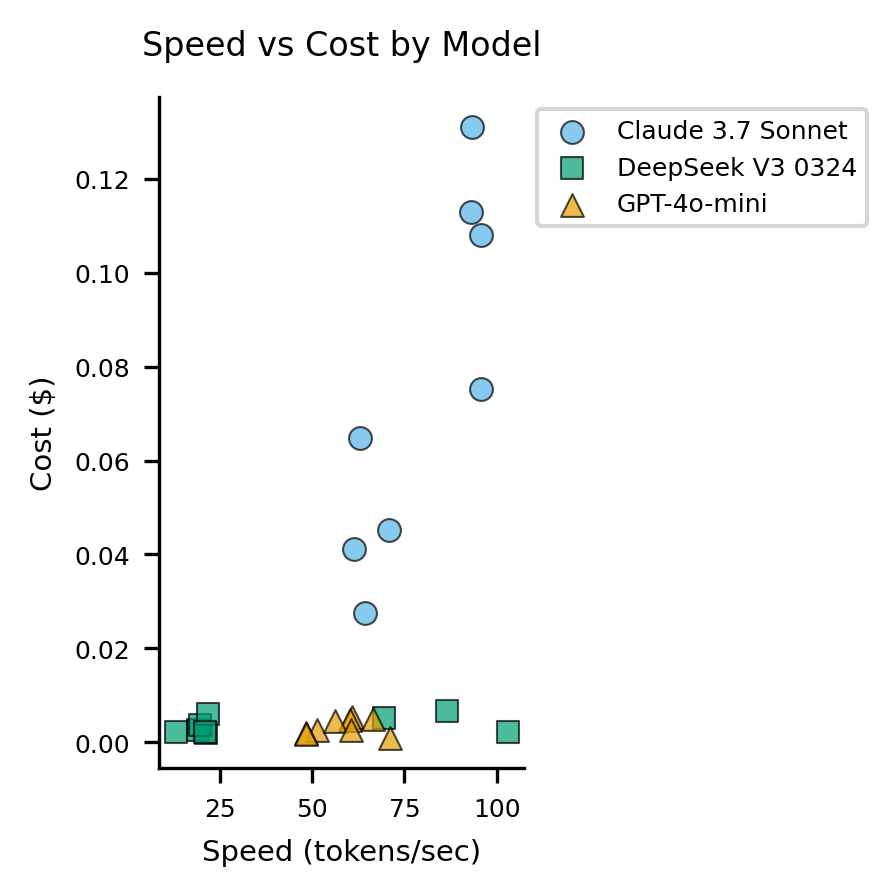 Speed vs Cost by Model
Claude 3.7 Sonnet
DeepSeek V3 0324
GPT-4o-mini
0.12
0.10
0.08
0.06
0.04
0.02
0.00
Cost ($)
25 50 75 100
Speed (tokens/sec)